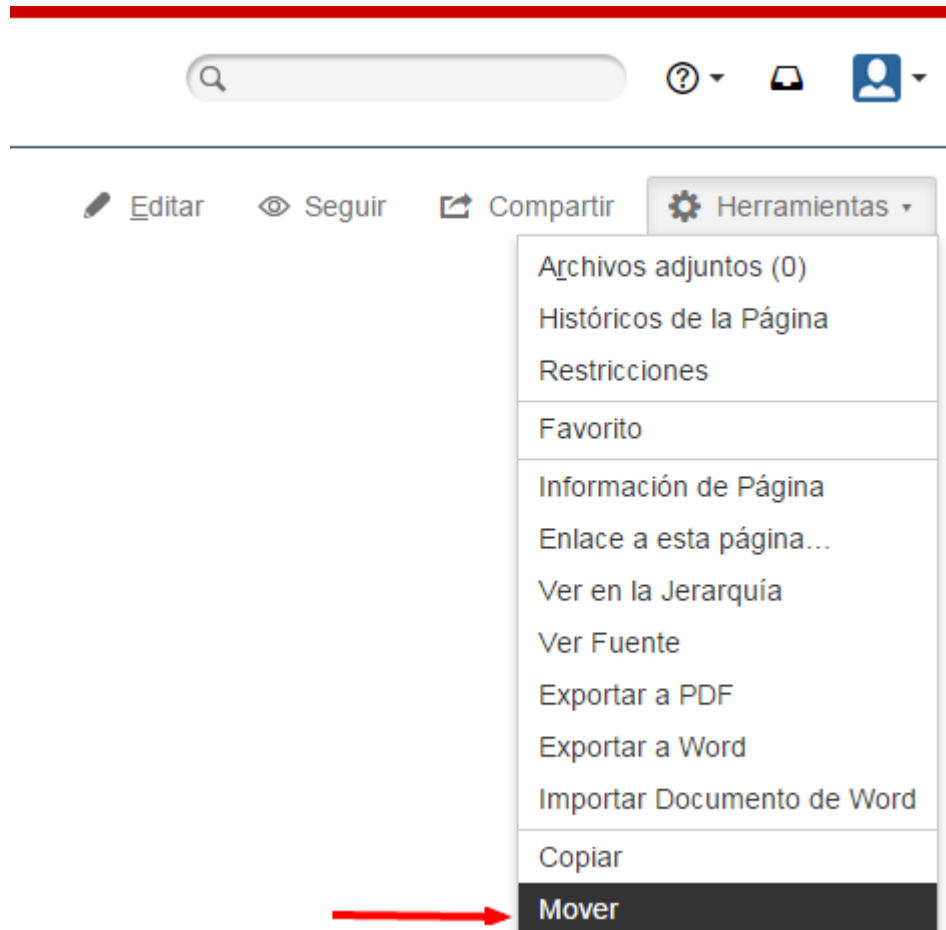 Editar Seguir Compartir Herramientas
Archivos adjuntos (0)
Históricos de la Página
Restricciones
Favorito
Información de Página
Enlace a esta página...
Ver en la Jerarquía
Ver Fuente
Exportar a PDF
Exportar a Word
Importar Documento de Word
Copiar
Mover